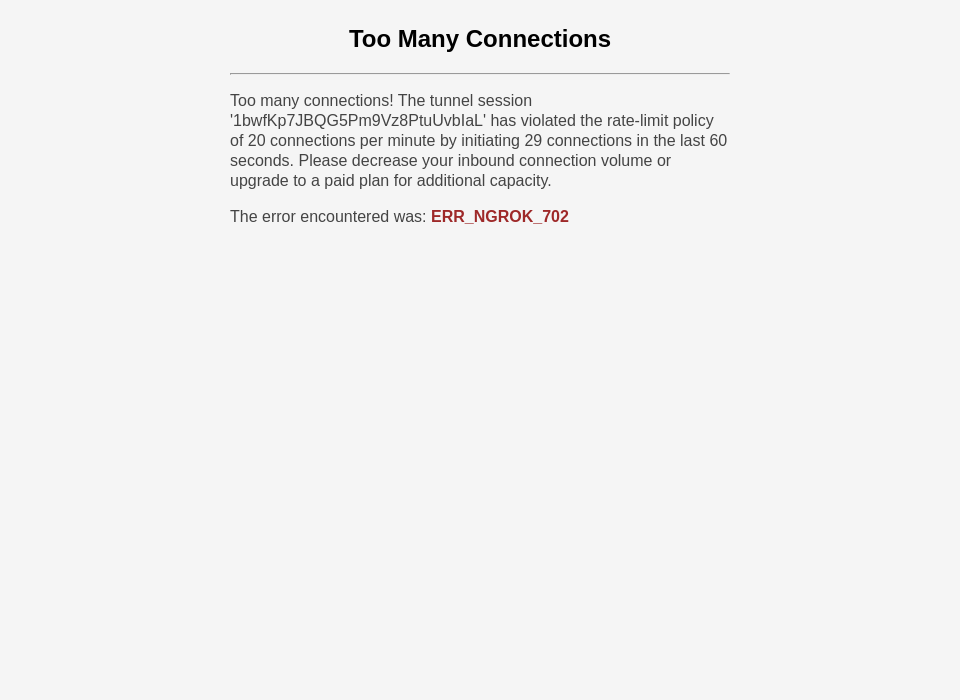 Too Many Connections
Too many connections! The tunnel session
'1bwfKp7JBQG5Pm9Vz8PtuUvbIaL' has violated the rate-limit policy
of 20 connections per minute by initiating 29 connections in the last 60
seconds. Please decrease your inbound connection volume or
upgrade to a paid plan for additional capacity.
The error encountered was: ERR_NGROK_702